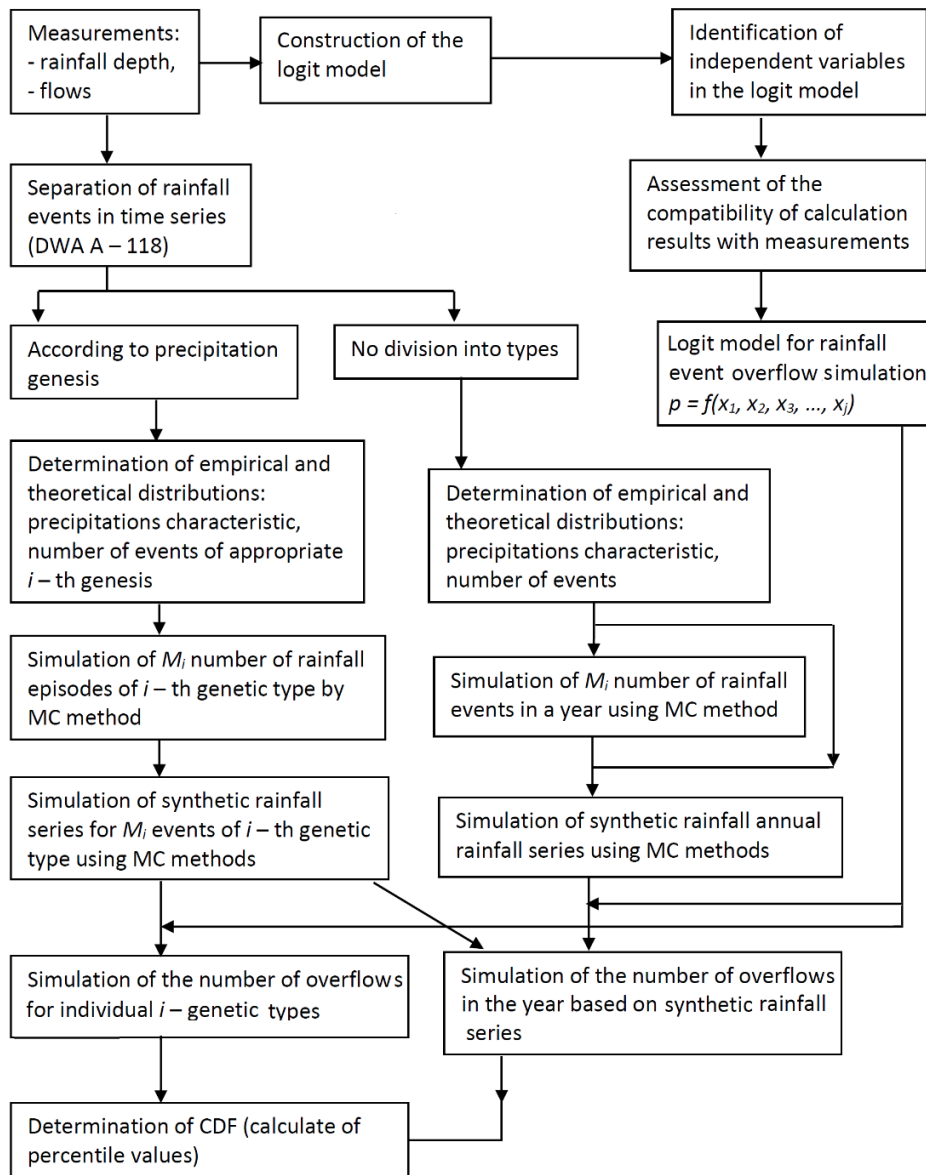 Measurements:
- rainfall depth,
- flows
Construction of the
logit model
Identification of
independent variables
in the logit model
Separation of rainfall
events in time series
(DWA A – 118)
Assessment of the
compatibility of calculation
results with measurements
According to precipitation
genesis
No division into types
Logit model for rainfall
event overflow simulation
p = f(x₁, x₂, x₃, ..., xⱼ)
Determination of empirical and
theoretical distributions:
precipitations characteristic,
number of events of appropriate
i – th genesis
Determination of empirical and
theoretical distributions:
precipitations characteristic,
number of events
Simulation of Mᵢ number of rainfall
episodes of i – th genetic type by
MC method
Simulation of Mᵢ number of rainfall
events in a year using MC method
Simulation of synthetic rainfall
series for Mᵢ events of i – th genetic
type using MC methods
Simulation of synthetic rainfall annual
rainfall series using MC methods
Simulation of the number of overflows
for individual i – genetic types
Simulation of the number of overflows
in the year based on synthetic rainfall
series
Determination of CDF (calculate of
percentile values)